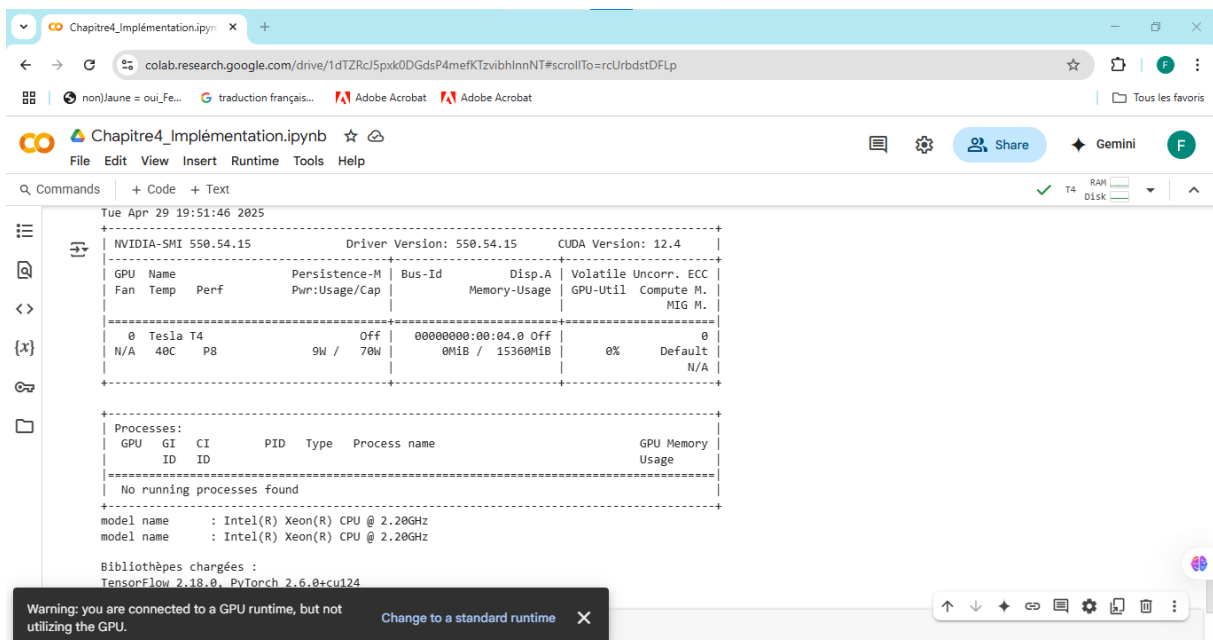 Chapitre4_Implémentation.ipyn
colab.research.google.com/drive/1dTZRcJ5pxk0DGdsP4mefKTzvibhInnNT#scrollTo=rcUrbdstDFLp
non)Jaune = oui_Fe... traduction français... Adobe Acrobat Adobe Acrobat Tous les favoris
CO Chapitre4_Implémentation.ipynb
Share Gemini F
File Edit View Insert Runtime Tools Help
Commands + Code + Text T4 RAM
Disk
Tue Apr 29 19:51:46 2025
NVIDIA-SMI 550.54.15 Driver Version: 550.54.15 CUDA Version: 12.4
GPU Name Persistence-M | Bus-Id Disp.A | Volatile Uncorr. ECC
Fan Temp Perf Pwr:Usage/Cap | Memory-Usage | GPU-Util Compute M.
MIG M.
0 Tesla T4 Off | 00000000:00:04.0 Off | 0
N/A 40C P8 9W / 70W | 0MiB / 15360MiB | 0% Default
N/A
Processes:
GPU GI CI PID Type Process name GPU Memory
ID ID Usage
No running processes found
model name : Intel(R) Xeon(R) CPU @ 2.20GHz
model name : Intel(R) Xeon(R) CPU @ 2.20GHz
Bibliothèpes chargées :
TensorFlow 2.18.0, PyTorch 2.6.0+cu124
Warning: you are connected to a GPU runtime, but not
utilizing the GPU.
Change to a standard runtime